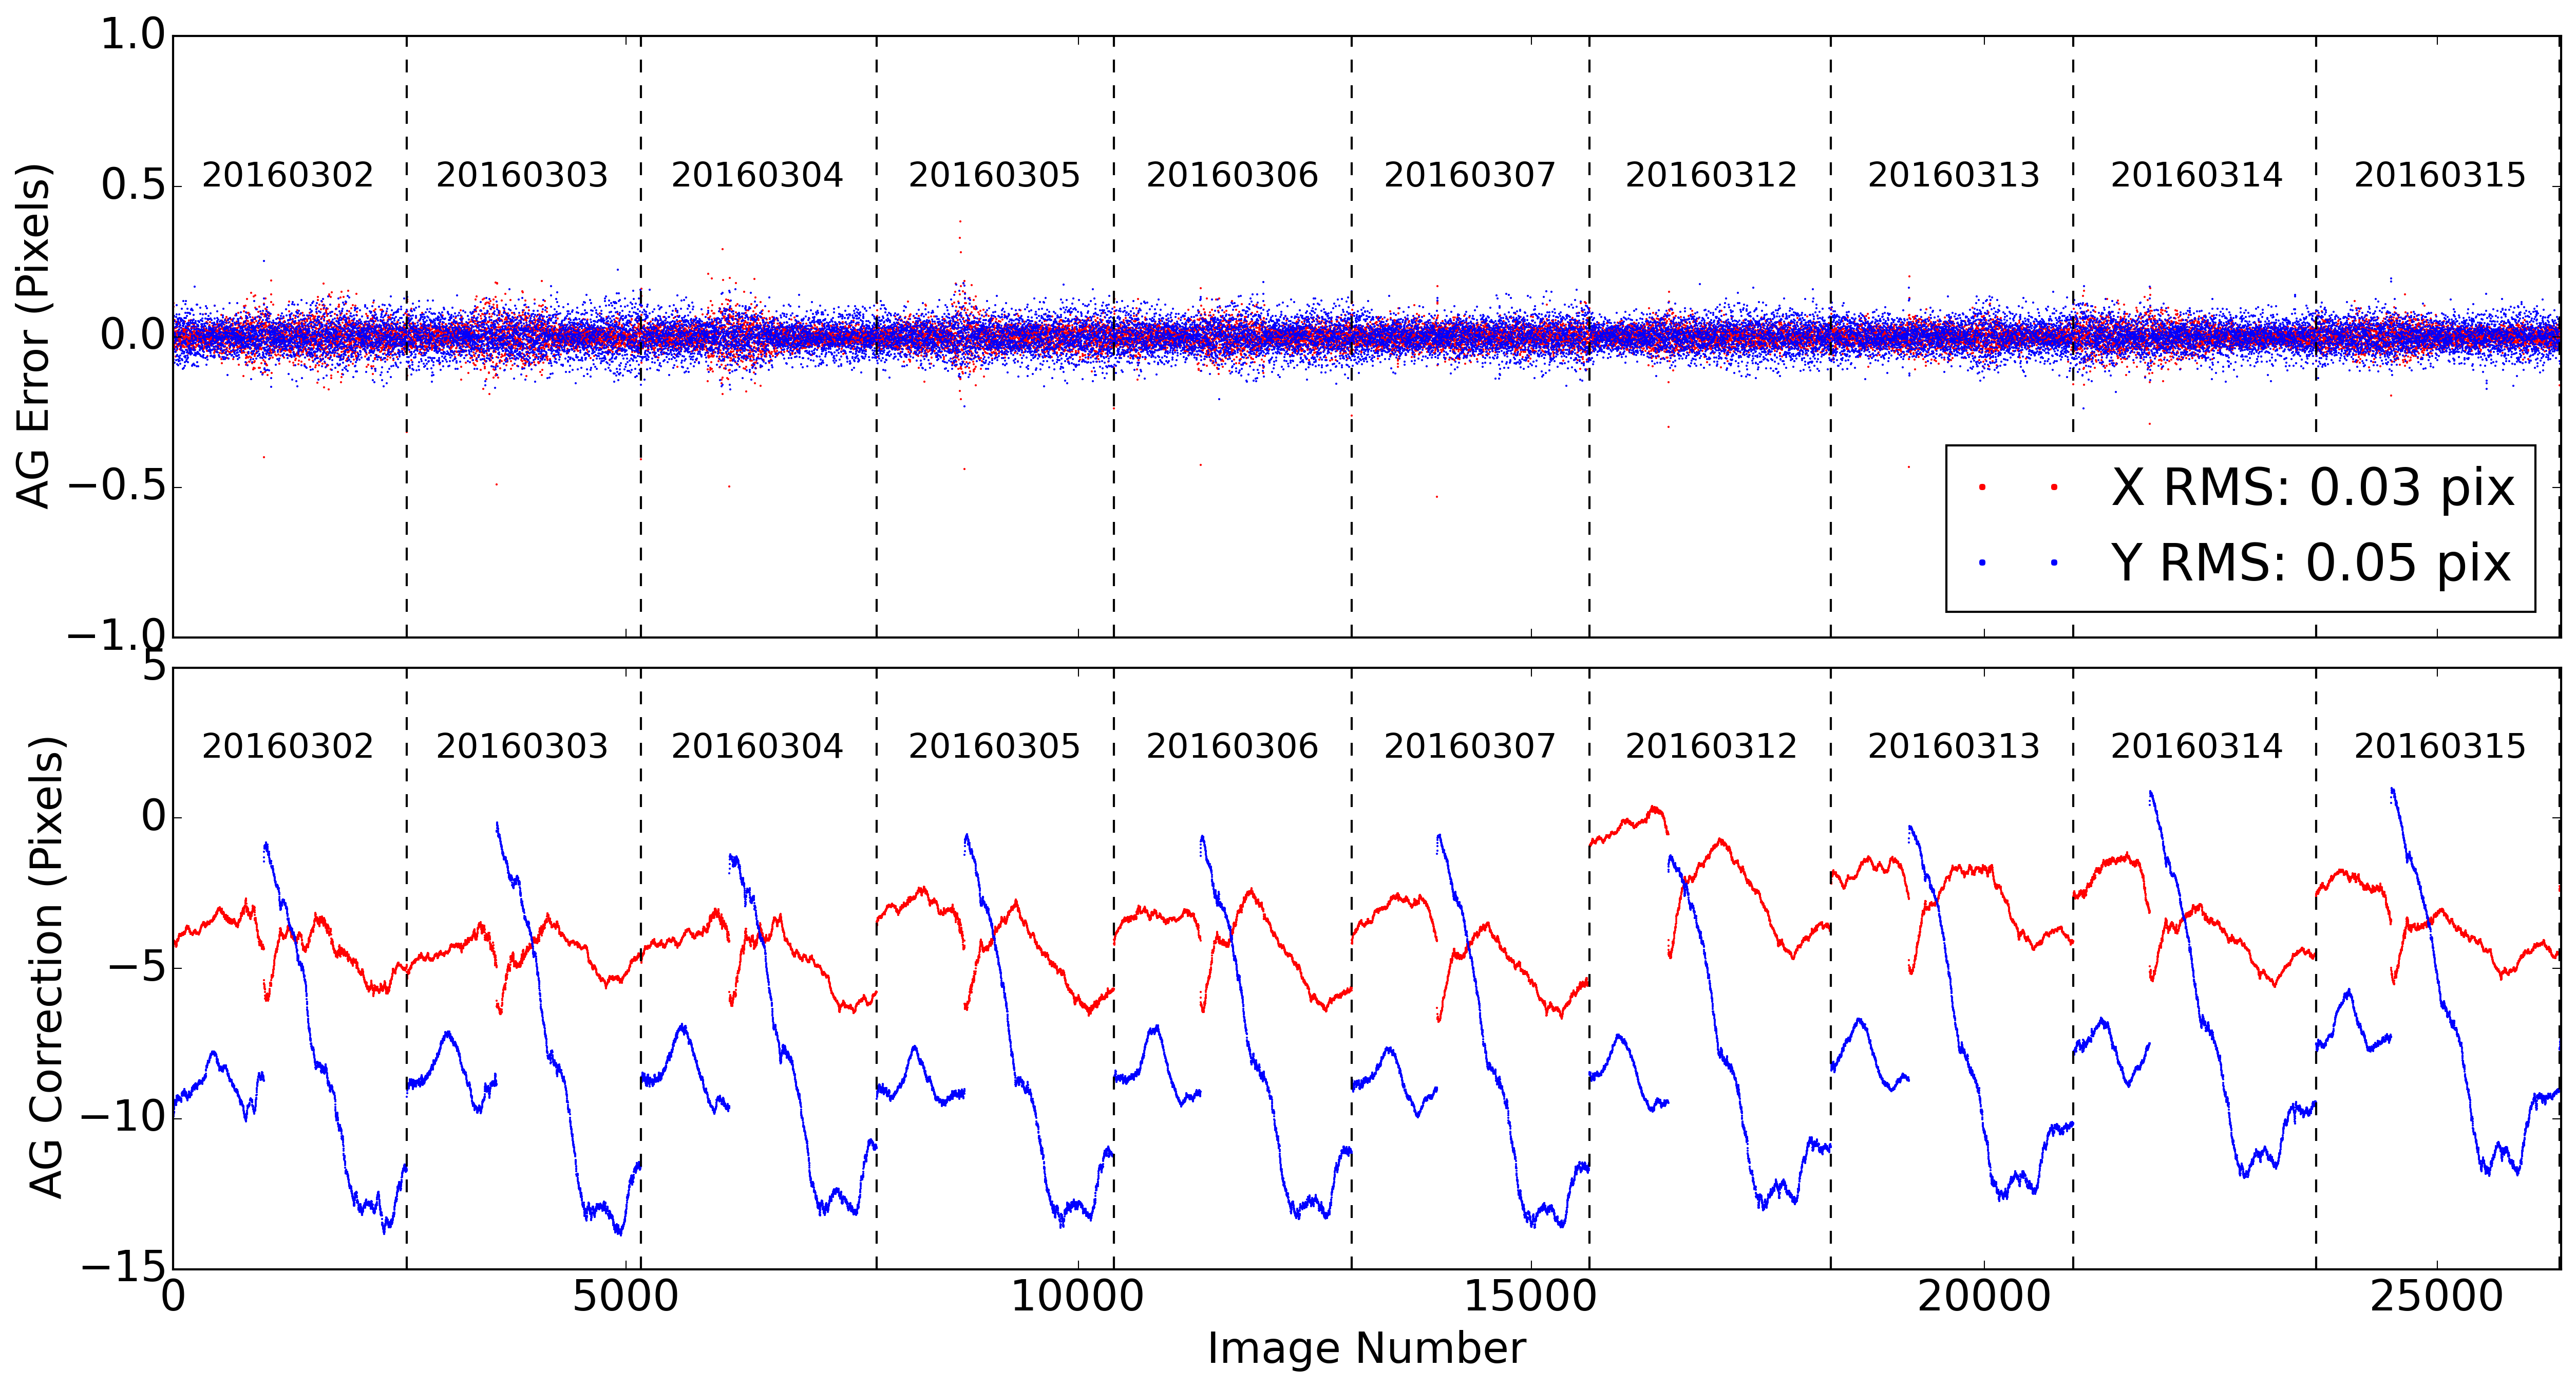 AG Error (Pixels)
1.0
0.5
0.0
−0.5
−1.0
20160302 20160303 20160304 20160305 20160306 20160307 20160312 20160313 20160314 20160315
X RMS: 0.03 pix
Y RMS: 0.05 pix
AG Correction (Pixels)
5
0
−5
−10
−15
20160302 20160303 20160304 20160305 20160306 20160307 20160312 20160313 20160314 20160315
0 5000 10000 15000 20000 25000
Image Number